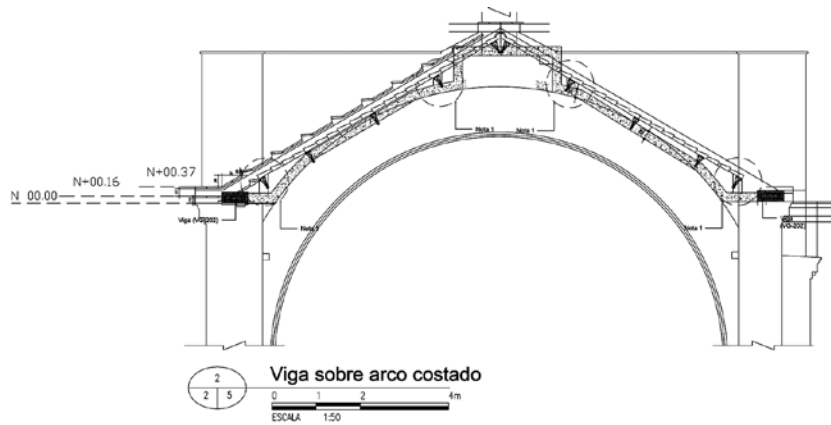 Nota 1
Nota 1
N+00.37
N+00.16
N 00.00
Viga (VG-202)
Nota 1
Nota 1
Viga (VG-202)
2
2 5
Viga sobre arco costado
0 1 2 4m
ESCALA 1:50